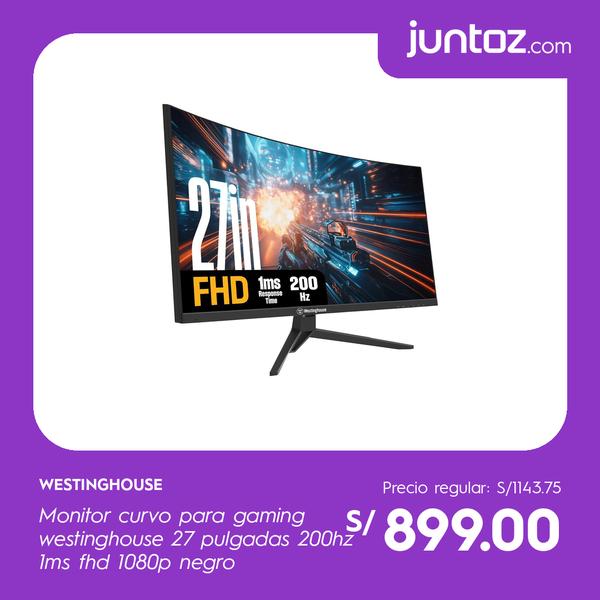 juntoz.com
27in
FHD
1ms
Response
Time
200
Hz
Westinghouse
WESTINGHOUSE
Precio regular: S/1143.75
Monitor curvo para gaming
westinghouse 27 pulgadas 200hz
1ms fhd 1080p negro
S/ 899.00